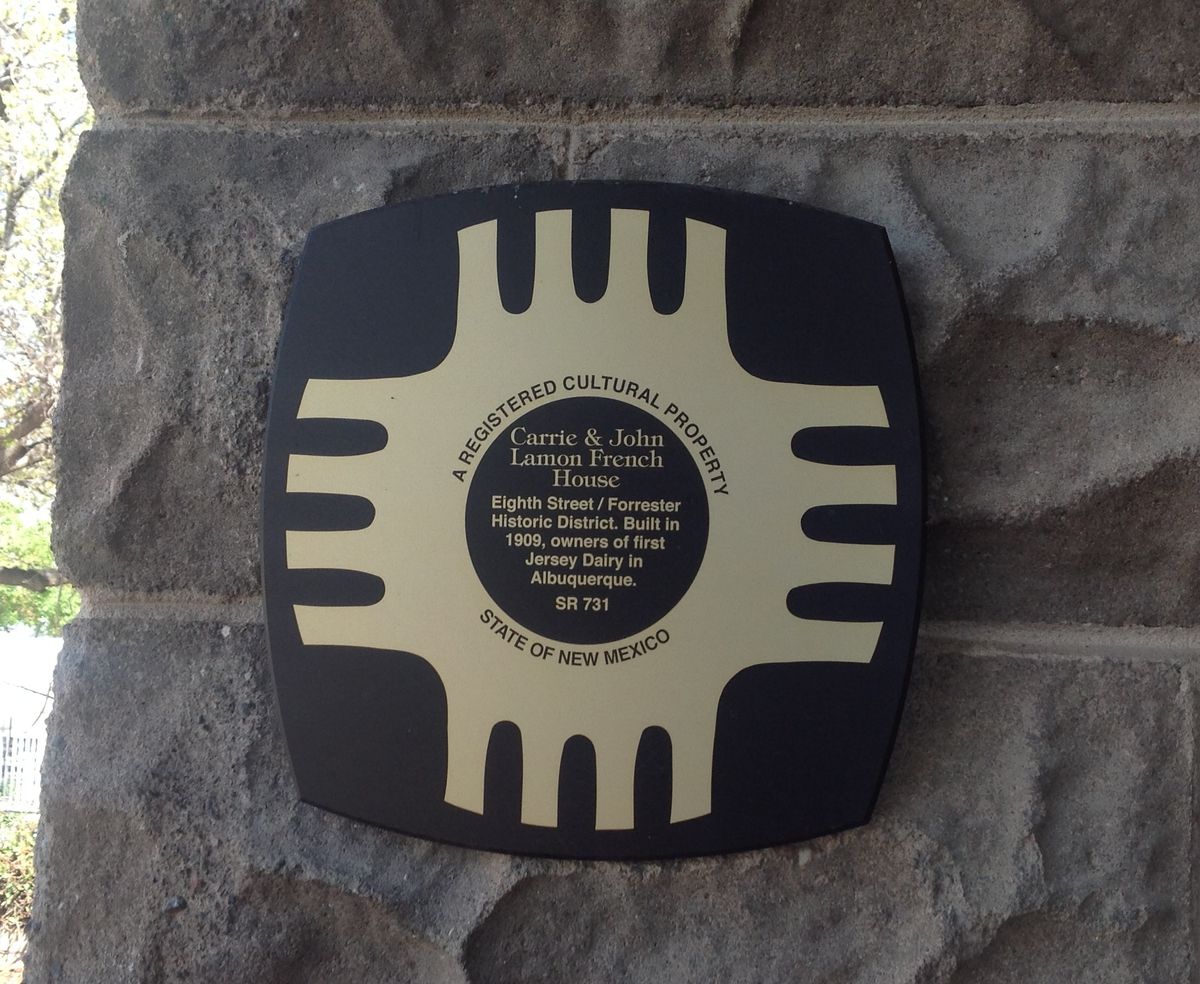 A REGISTERED CULTURAL PROPERTY
Carrie & John
Lamon French
House
Eighth Street / Forrester
Historic District. Built in
1909, owners of first
Jersey Dairy in
Albuquerque.
SR 731
STATE OF NEW MEXICO